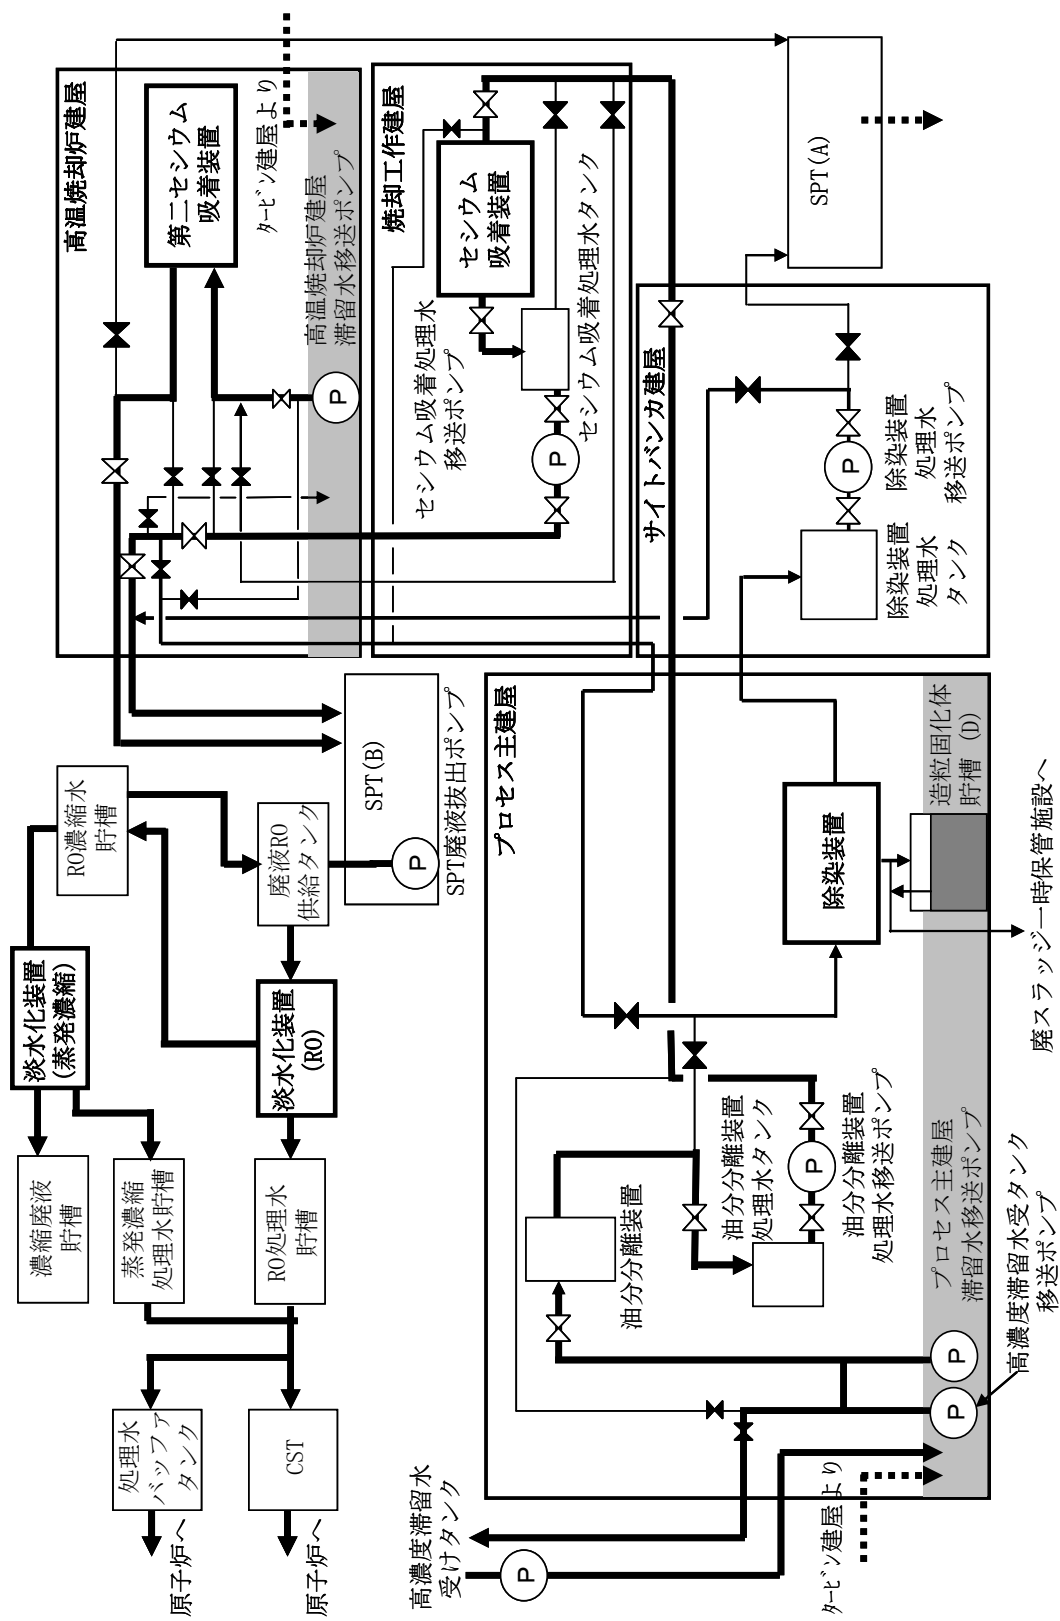 原子炉へ
処理水
バッファ
タンク
濃縮廃液
貯槽
淡水化装置
(蒸発濃縮)
RO濃縮水
貯槽
蒸発濃縮
処理水貯槽
原子炉へ
CST
RO処理水
貯槽
淡水化装置
(RO)
廃液RO
供給タンク
SPT(B)
P
SPT廃液抜出ポンプ
高温焼却炉建屋
第二セシウム
吸着装置
タービン建屋より
高温焼却炉建屋
滞留水移送ポンプ
P
焼却工作建屋
セシウム
吸着装置
セシウム吸着処理水
移送ポンプ
P
セシウム吸着処理水タンク
サイトバンカ建屋
除染装置
処理水
移送ポンプ
P
除染装置
処理水
タンク
SPT(A)
高濃度滞留水
受けタンク
P
プロセス主建屋
油分分離装置
油分分離装置
処理水タンク
P
油分分離装置
処理水移送ポンプ
除染装置
造粒固化体
貯槽 (D)
廃スラッジ一時保管施設へ
タービン建屋より
プロセス主建屋
滞留水移送ポンプ
P
P
高濃度滞留水受タンク
移送ポンプ